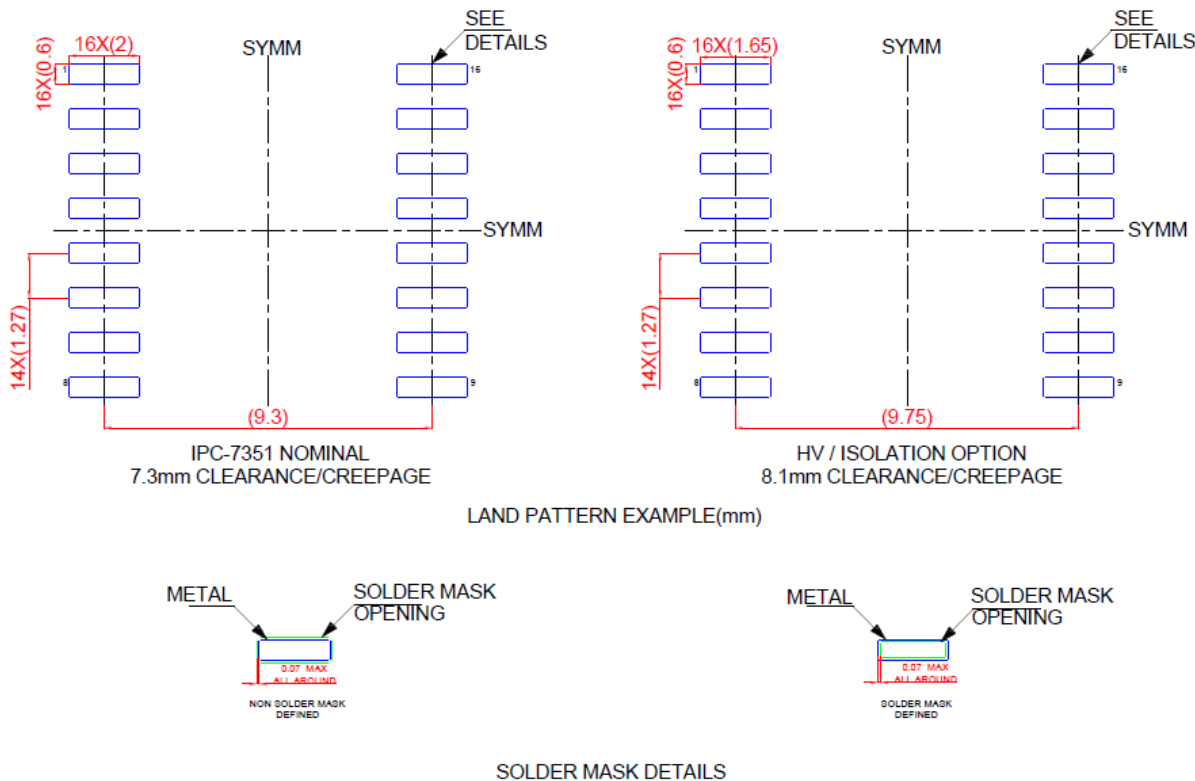 16X(2)
16X(0.6)
SYMM
SEE
DETAILS
1
16
SYMM
14X(1.27)
8
9
(9.3)
IPC-7351 NOMINAL
7.3mm CLEARANCE/CREEPAGE
16X(1.65)
16X(0.6)
SYMM
SEE
DETAILS
1
16
SYMM
14X(1.27)
8
9
(9.75)
HV / ISOLATION OPTION
8.1mm CLEARANCE/CREEPAGE
LAND PATTERN EXAMPLE(mm)
METAL
SOLDER MASK
OPENING
0.07 MAX
ALL AROUND
NON SOLDER MASK
DEFINED
METAL
SOLDER MASK
OPENING
0.07 MAX
ALL AROUND
SOLDER MASK
DEFINED
SOLDER MASK DETAILS